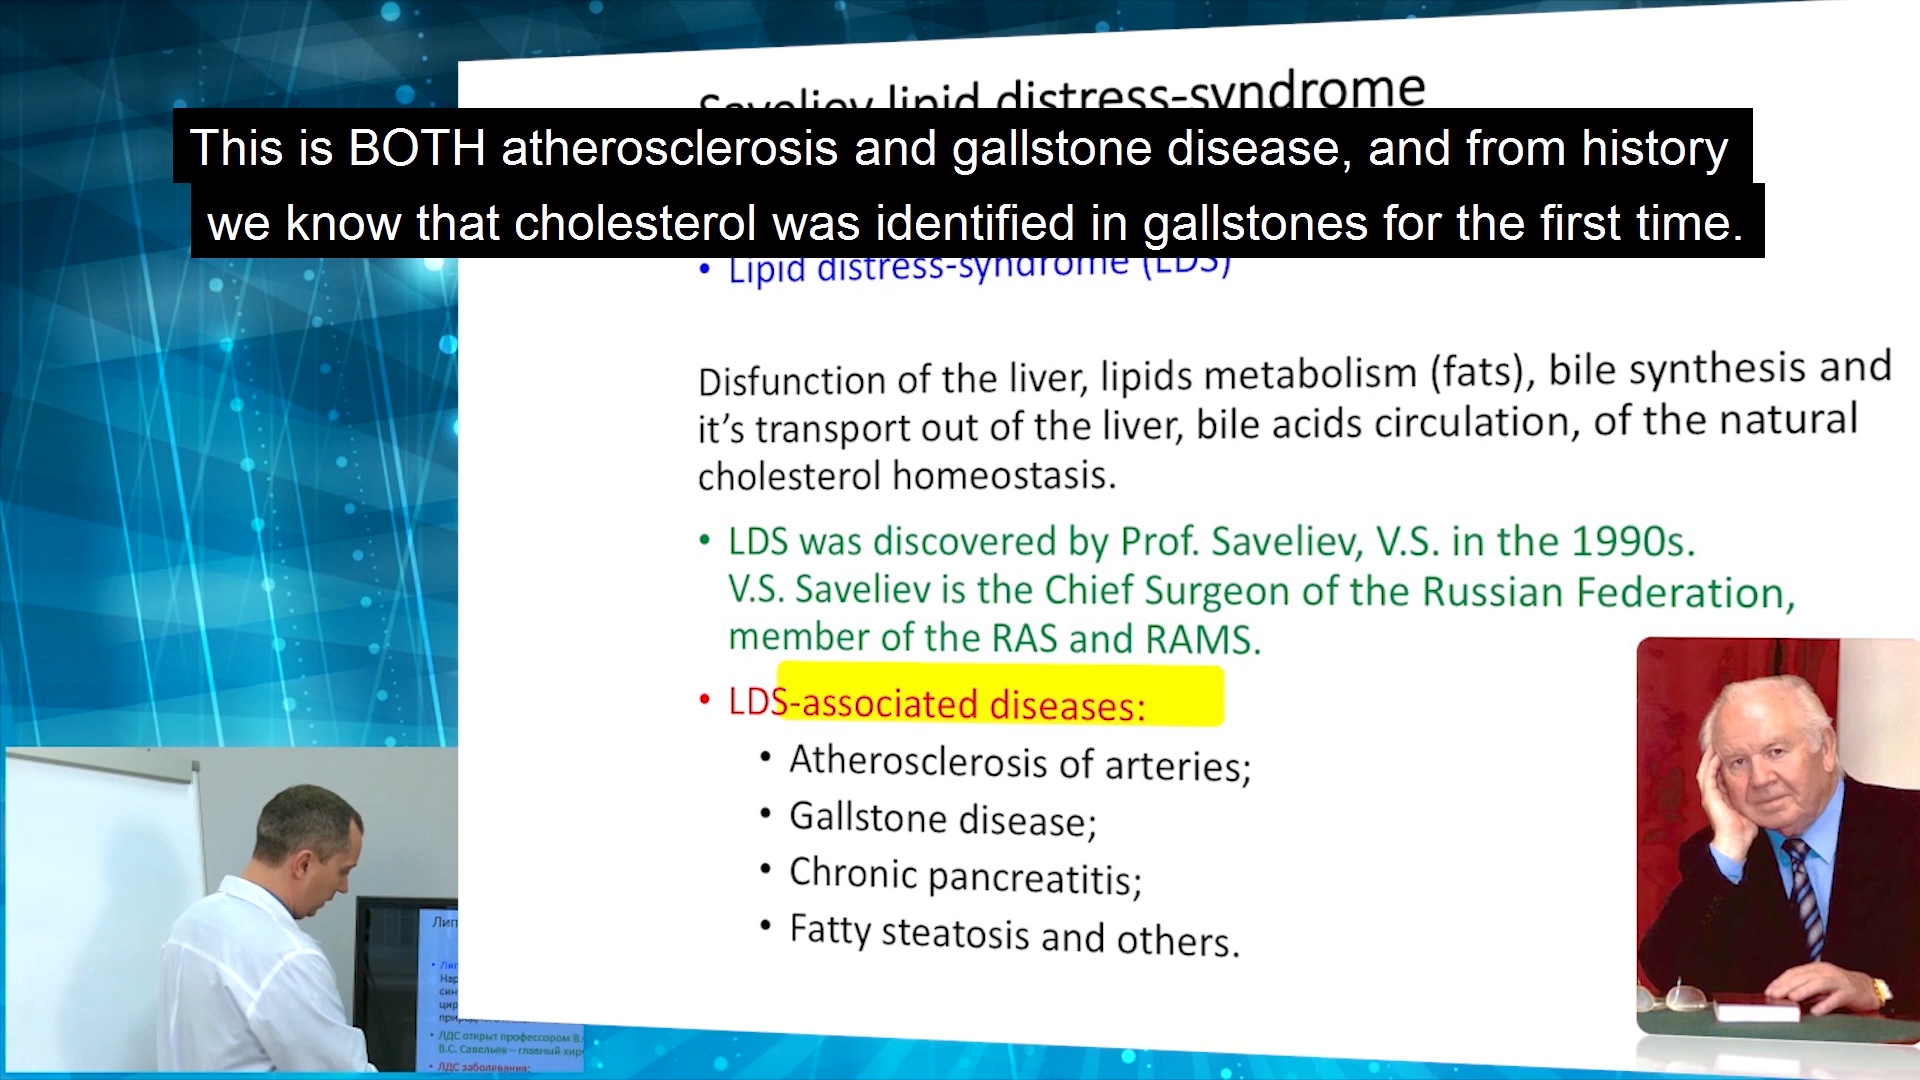 Saveliev lipid distress-syndrome
This is BOTH atherosclerosis and gallstone disease, and from history
we know that cholesterol was identified in gallstones for the first time.
• Lipid distress-syndrome (LDS)
Disfunction of the liver, lipids metabolism (fats), bile synthesis and
it's transport out of the liver, bile acids circulation, of the natural
cholesterol homeostasis.
• LDS was discovered by Prof. Saveliev, V.S. in the 1990s.
V.S. Saveliev is the Chief Surgeon of the Russian Federation,
member of the RAS and RAMS.
• LDS-associated diseases:
• Atherosclerosis of arteries;
• Gallstone disease;
• Chronic pancreatitis;
• Fatty steatosis and others.
• ЛДС открыт профессором В.
В.С. Савельев – главный хир
• ЛДС заболевания: